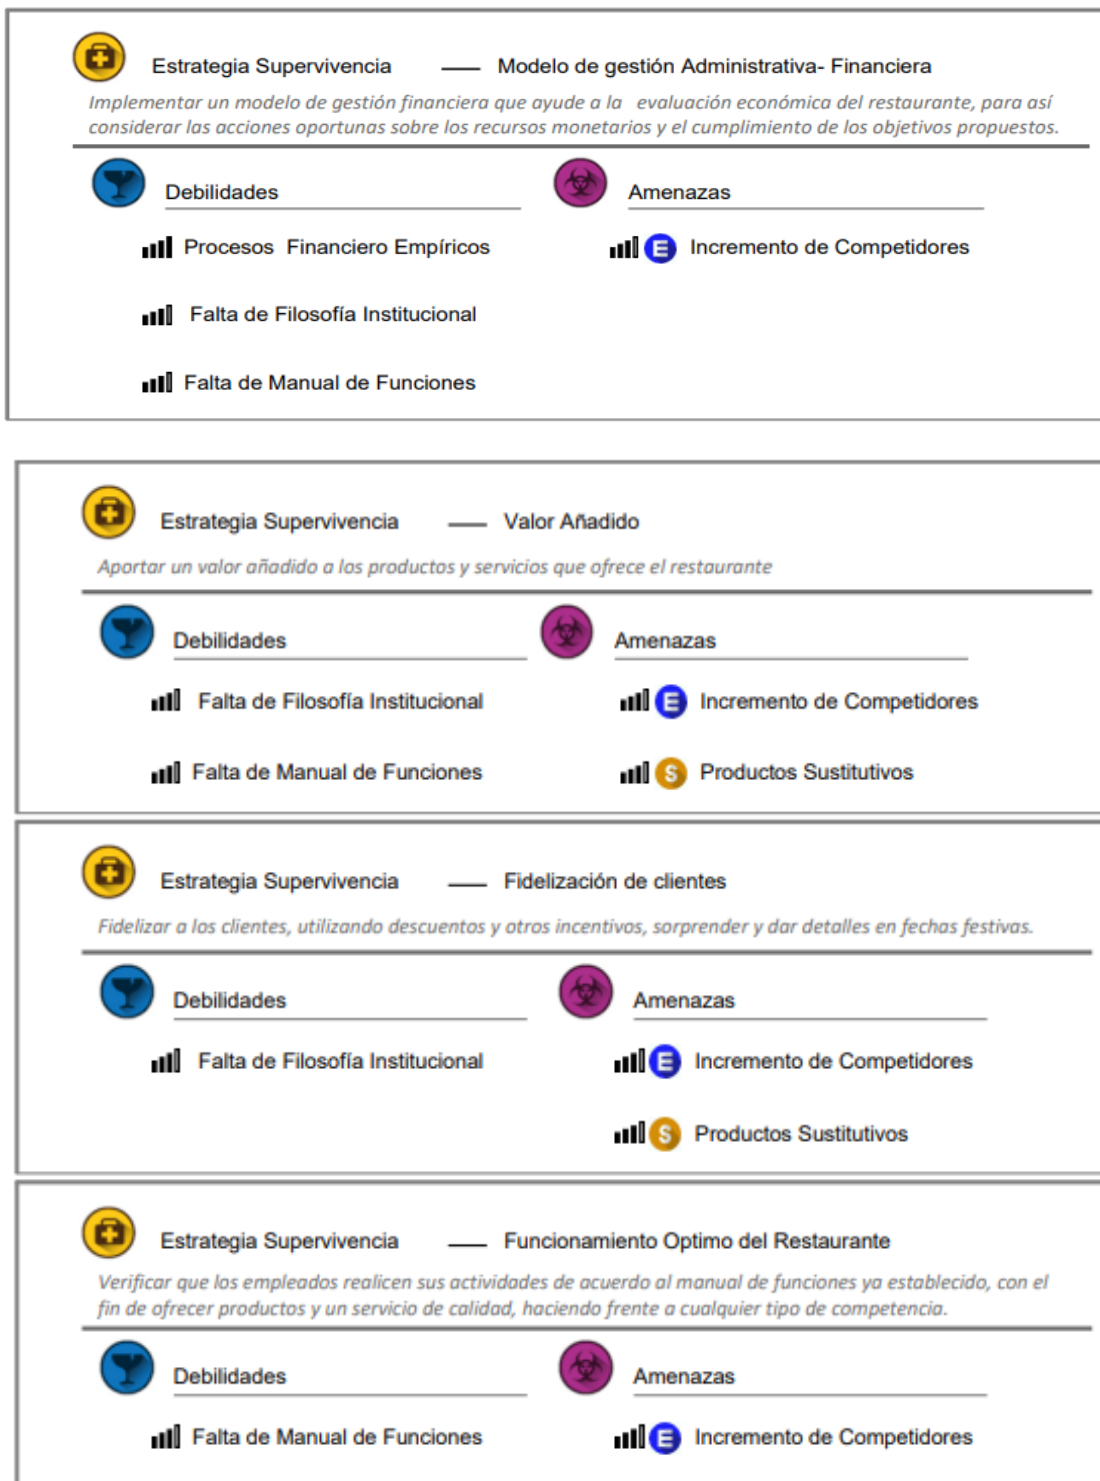 Estrategia Supervivencia — Modelo de gestión Administrativa- Financiera
Implementar un modelo de gestión financiera que ayude a la evaluación económica del restaurante, para así
considerar las acciones oportunas sobre los recursos monetarios y el cumplimiento de los objetivos propuestos.
Debilidades Amenazas
Procesos Financiero Empíricos E Incremento de Competidores
Falta de Filosofía Institucional
Falta de Manual de Funciones
Estrategia Supervivencia — Valor Añadido
Aportar un valor añadido a los productos y servicios que ofrece el restaurante
Debilidades Amenazas
Falta de Filosofía Institucional E Incremento de Competidores
Falta de Manual de Funciones S Productos Sustitutivos
Estrategia Supervivencia — Fidelización de clientes
Fidelizar a los clientes, utilizando descuentos y otros incentivos, sorprender y dar detalles en fechas festivas.
Debilidades Amenazas
Falta de Filosofía Institucional E Incremento de Competidores
S Productos Sustitutivos
Estrategia Supervivencia — Funcionamiento Optimo del Restaurante
Verificar que los empleados realicen sus actividades de acuerdo al manual de funciones ya establecido, con el
fin de ofrecer productos y un servicio de calidad, haciendo frente a cualquier tipo de competencia.
Debilidades Amenazas
Falta de Manual de Funciones E Incremento de Competidores